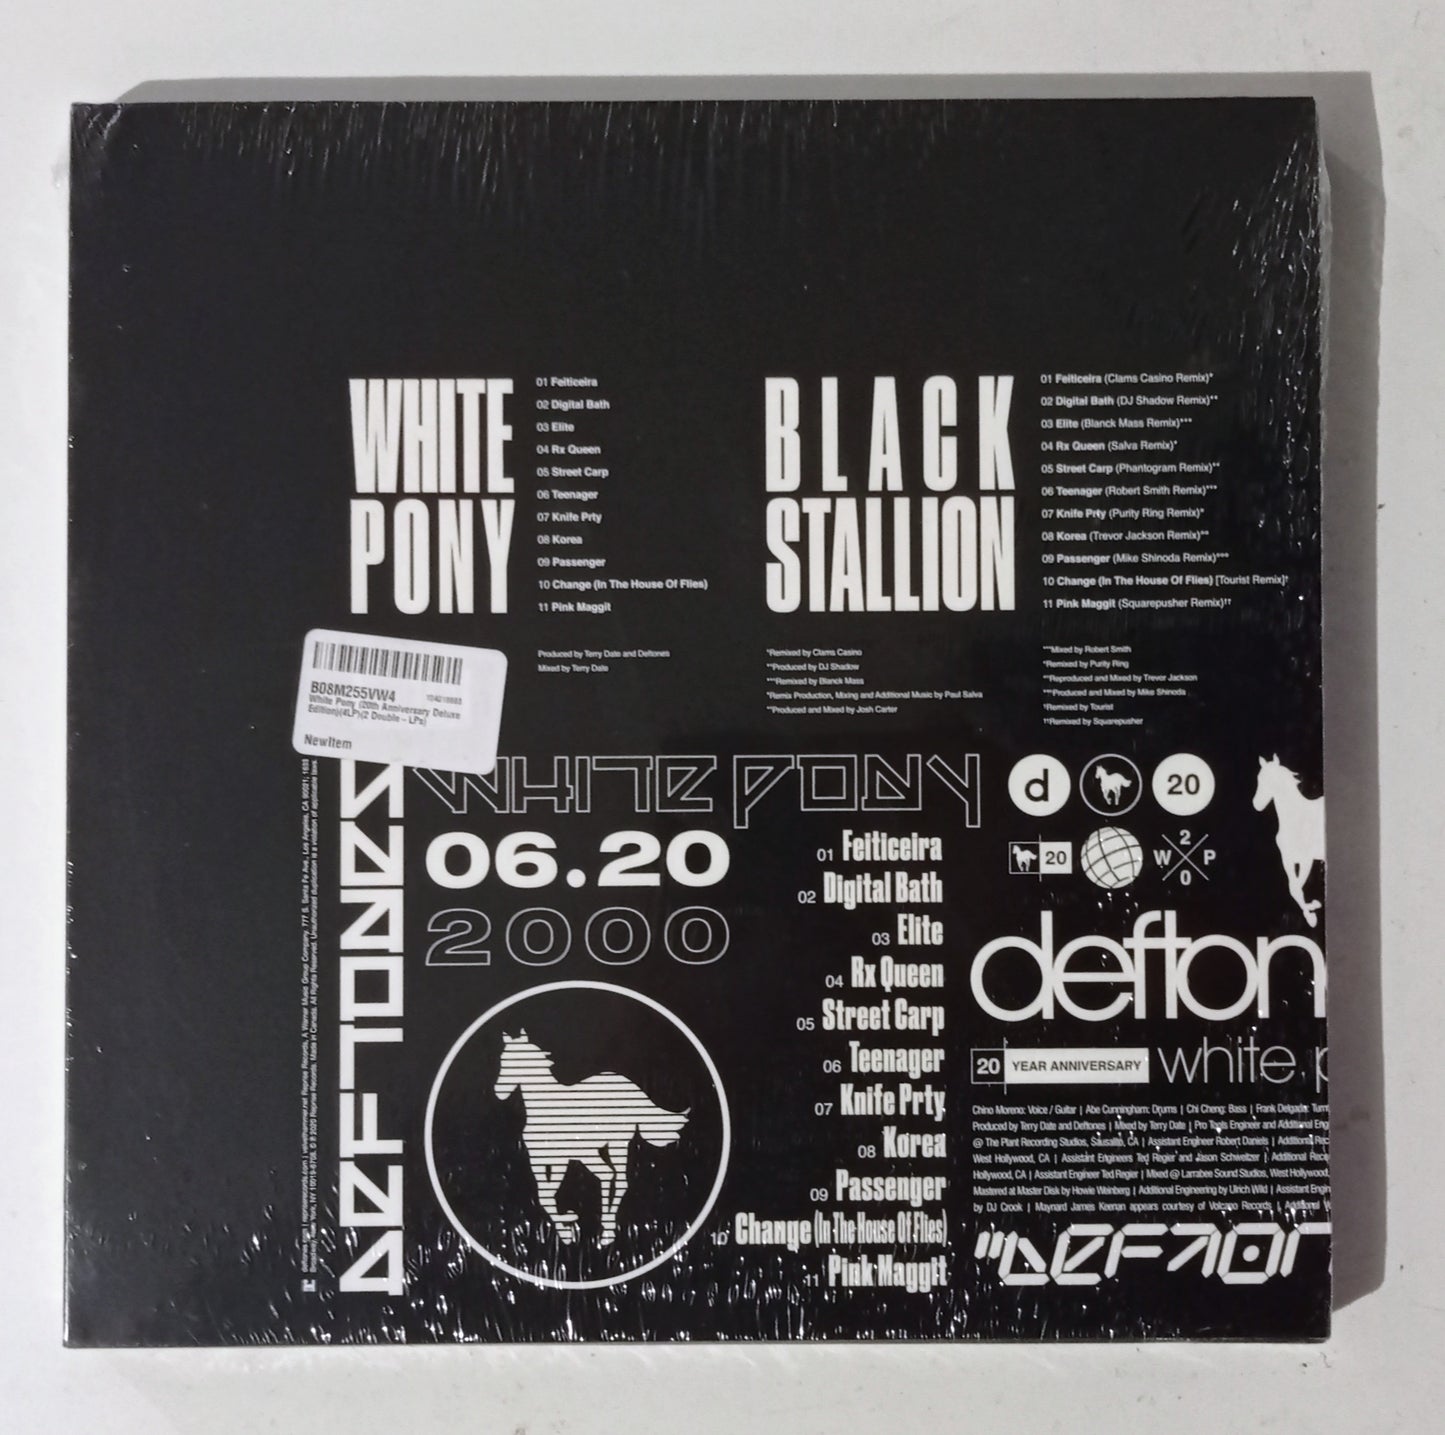 WHITE
PONY
01 Feiticeira
02 Digital Bath
03 Elite
04 Rx Queen
05 Street Carp
06 Teenager
07 Knife Prty
08 Korea
09 Passenger
10 Change (In The House Of Flies)
11 Pink Maggit
Produced by Terry Date and Deftones
Mixed by Terry Date
BLACK
STALLION
01 Feiticeira (Clams Casino Remix)*
02 Digital Bath (DJ Shadow Remix)**
03 Elite (Blanck Mass Remix)***
04 Rx Queen (Salva Remix)*
05 Street Carp (Phantogram Remix)**
06 Teenager (Robert Smith Remix)***
07 Knife Prty (Purity Ring Remix)*
08 Korea (Trevor Jackson Remix)**
09 Passenger (Mike Shinoda Remix)***
10 Change (In The House Of Flies) [Tourist Remix]†
11 Pink Maggit (Squarepusher Remix)††
*Remixed by Clams Casino
**Produced by DJ Shadow
***Remixed by Blanck Mass
*Remix Production, Mixing and Additional Music by Paul Salva
**Produced and Mixed by Josh Carter
***Mixed by Robert Smith
*Remixed by Purity Ring
**Reproduced and Mixed by Trevor Jackson
***Produced and Mixed by Mike Shinoda
†Remixed by Tourist
††Remixed by Squarepusher
B08M255VW4
White Pony (20th Anniversary Deluxe
Edition)(4LP)(2 Double - LPs)
NewItem
DEFTONES
WHITE PONY
06.20
2000
01 Feiticeira
02 Digital Bath
03 Elite
04 Rx Queen
05 Street Carp
06 Teenager
07 Knife Prty
08 Korea
09 Passenger
10 Change (In The House Of Flies)
11 Pink Maggit
d
20
20
2
W P
0
defton
20 YEAR ANNIVERSARY white p
Chino Moreno: Voice / Guitar | Abe Cunningham: Drums | Chi Cheng: Bass | Frank Delgado: Turn
Produced by Terry Date and Deftones | Mixed by Terry Date | Pro Tools Engineer and Additional Eng
@ The Plant Recording Studios, Sausalito, CA | Assistant Engineer Robert Daniels | Additional Rec
West Hollywood, CA | Assistant Engineers Ted Regier and Jason Schweitzer | Additional Reco
Hollywood, CA | Assistant Engineer Ted Regier | Mixed @ Larrabee Sound Studios, West Hollywood,
Mastered at Master Disk by Howie Weinberg | Additional Engineering by Ulrich Wild | Assistant Engin
by DJ Crook | Maynard James Keenan appears courtesy of Volcano Records | Additional W